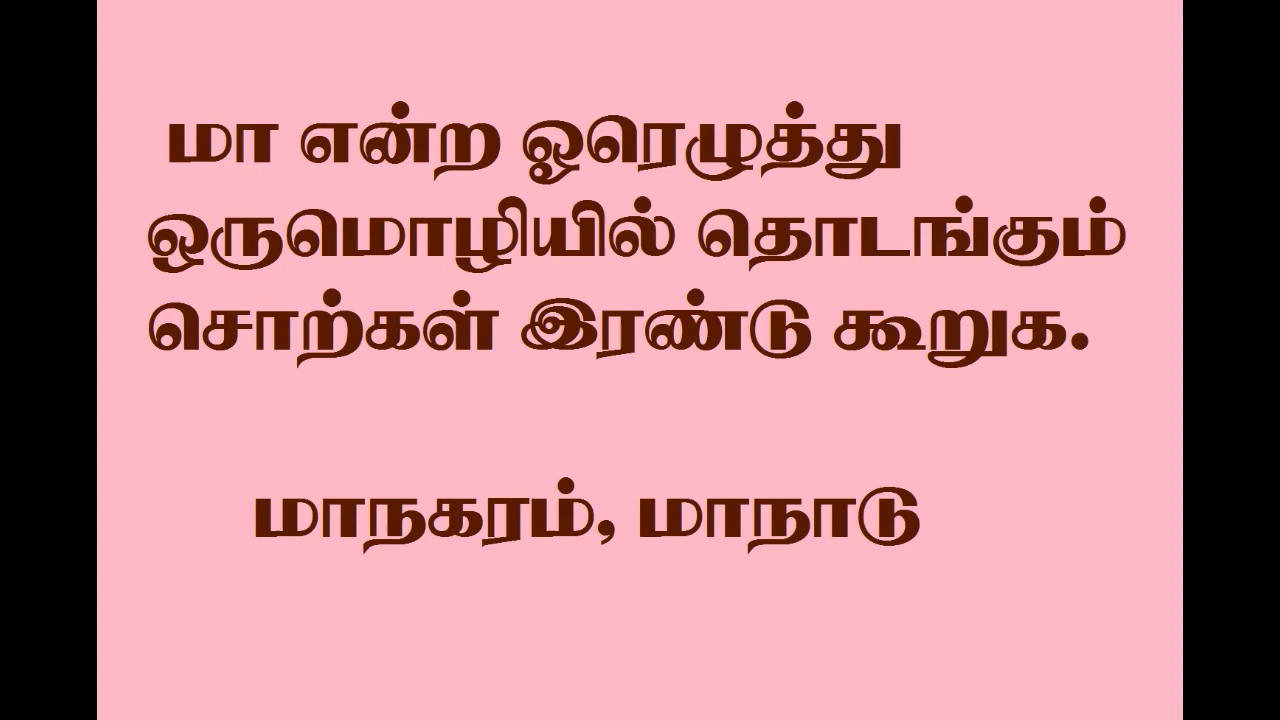 மா என்ற ஓரெழுத்து
ஒருமொழியில் தொடங்கும்
சொற்கள் இரண்டு கூறுக.
மாநகரம், மாநாடு